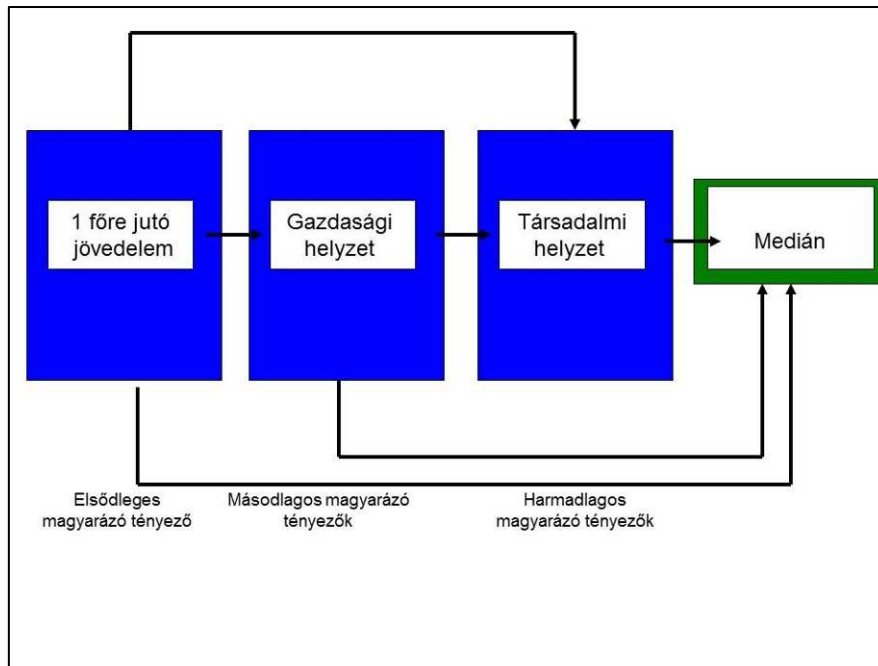 1 főre jutó
jövedelem
Gazdasági
helyzet
Társadalmi
helyzet
Medián
Elsődleges
magyarázó tényező
Másodlagos magyarázó
tényezők
Harmadlagos
magyarázó tényezők